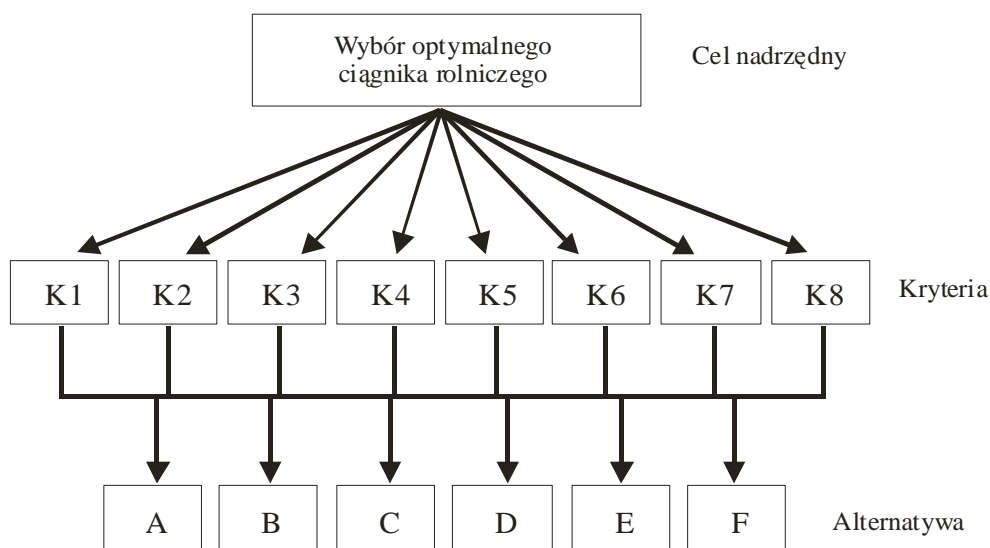 Wybór optymalnego
ciągnika rolniczego
Cel nadrzędny
K1 K2 K3 K4 K5 K6 K7 K8 Kryteria
A B C D E F Alternatywa